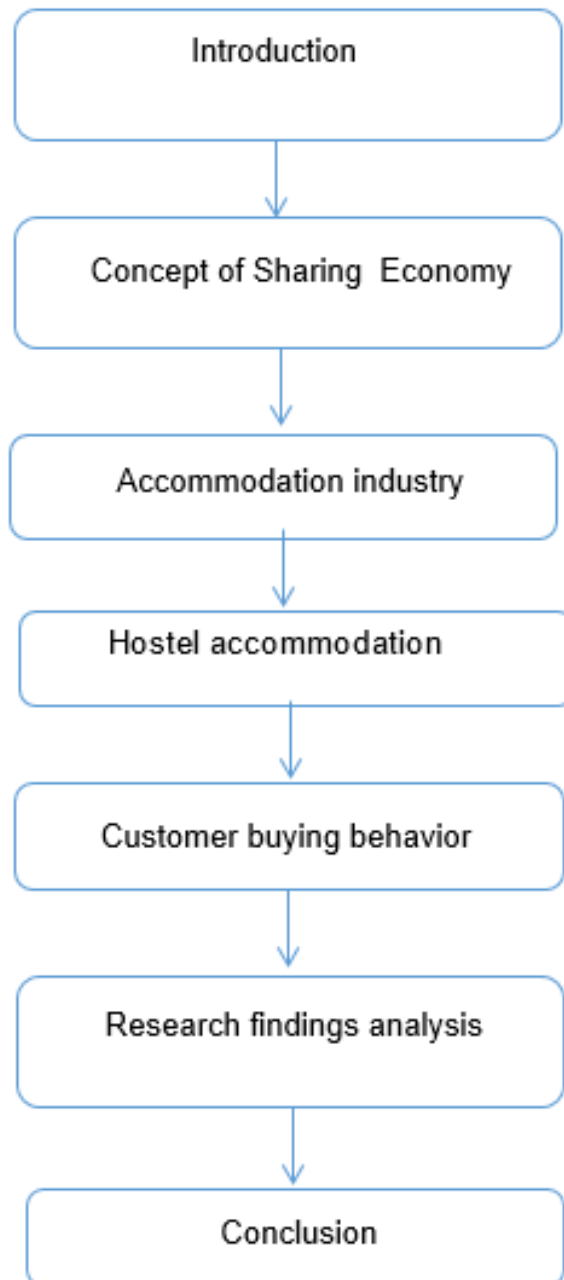 Introduction
Concept of Sharing Economy
Accommodation industry
Hostel accommodation
Customer buying behavior
Research findings analysis
Conclusion